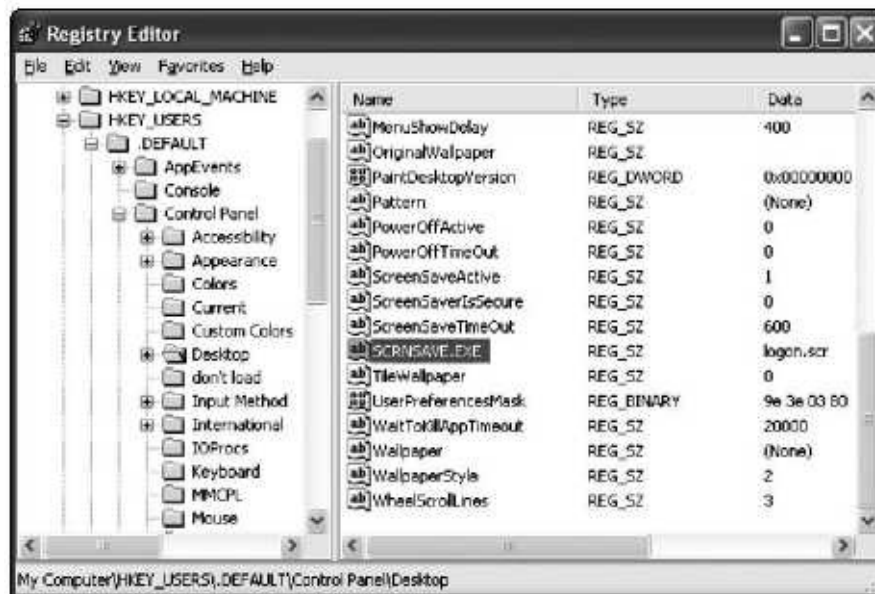 Registry Editor
File Edit View Favorites Help
HKEY_LOCAL_MACHINE
HKEY_USERS
.DEFAULT
AppEvents
Console
Control Panel
Accessibility
Appearance
Colors
Current
Custom Colors
Desktop
don't load
Input Method
International
IOProcs
Keyboard
MMCPL
Mouse
Name Type Data
MenuShowDelay REG_SZ 400
OriginalWallpaper REG_SZ
PaintDesktopVersion REG_DWORD 0x00000000
Pattern REG_SZ (None)
PowerOffActive REG_SZ 0
PowerOffTimeOut REG_SZ 0
ScreenSaveActive REG_SZ 1
ScreenSaverIsSecure REG_SZ 0
ScreenSaveTimeOut REG_SZ 600
SCRNSAVE.EXE REG_SZ logon.scr
TileWallpaper REG_SZ 0
UserPreferencesMask REG_BINARY 9e 3e 03 80
WaitToKillAppTimeout REG_SZ 20000
Wallpaper REG_SZ (None)
WallpaperStyle REG_SZ 2
WheelScrollLines REG_SZ 3
My Computer\HKEY_USERS\.DEFAULT\Control Panel\Desktop